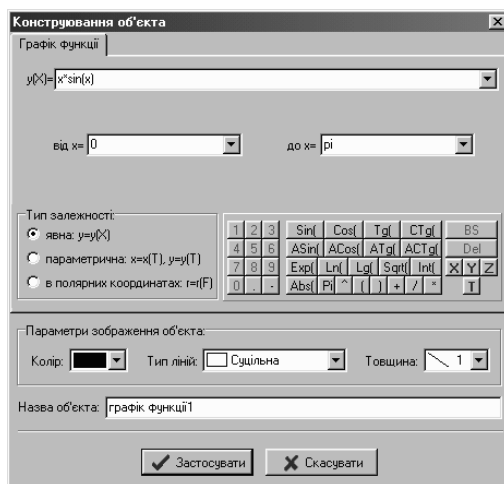 Конструювання об'єкта
Графік функції
y(X)= x*sin(x)
від x= 0 до x= pi
Тип залежності:
явна: y=y(X)
параметрична: x=x(T), y=y(T)
в полярних координатах: r=r(F)
1 2 3 Sin( Cos( Tg( CTg( BS
4 5 6 ASin( ACos( ATg( ACTg( Del
7 8 9 Exp( Ln( Lg( Sqrt( Int( X Y Z
0 . - Abs( Pi ^ ( ) + / * T
Параметри зображення об'єкта:
Колір: Тип ліній: Суцільна Товщина: 1
Назва об'єкта: графік функції1
Застосувати Скасувати